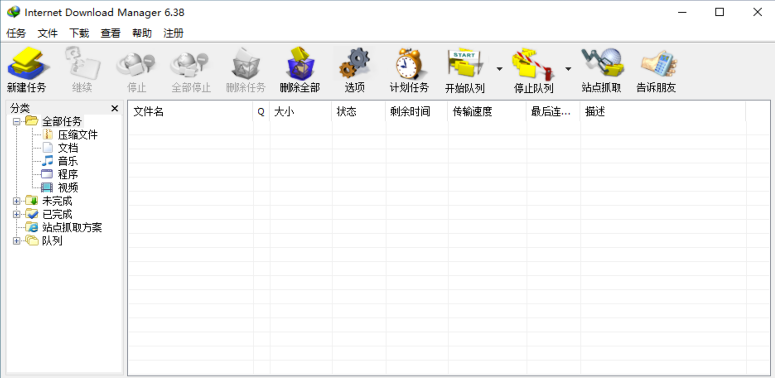 Internet Download Manager 6.38
任务 文件 下载 查看 帮助 注册
新建任务 继续 停止 全部停止 删除任务 删除全部 选项 计划任务 开始队列 停止队列 站点抓取 告诉朋友
START
分类
文件名 Q 大小 状态 剩余时间 传输速度 最后连... 描述
全部任务
压缩文件
文档
音乐
程序
视频
未完成
已完成
站点抓取方案
队列